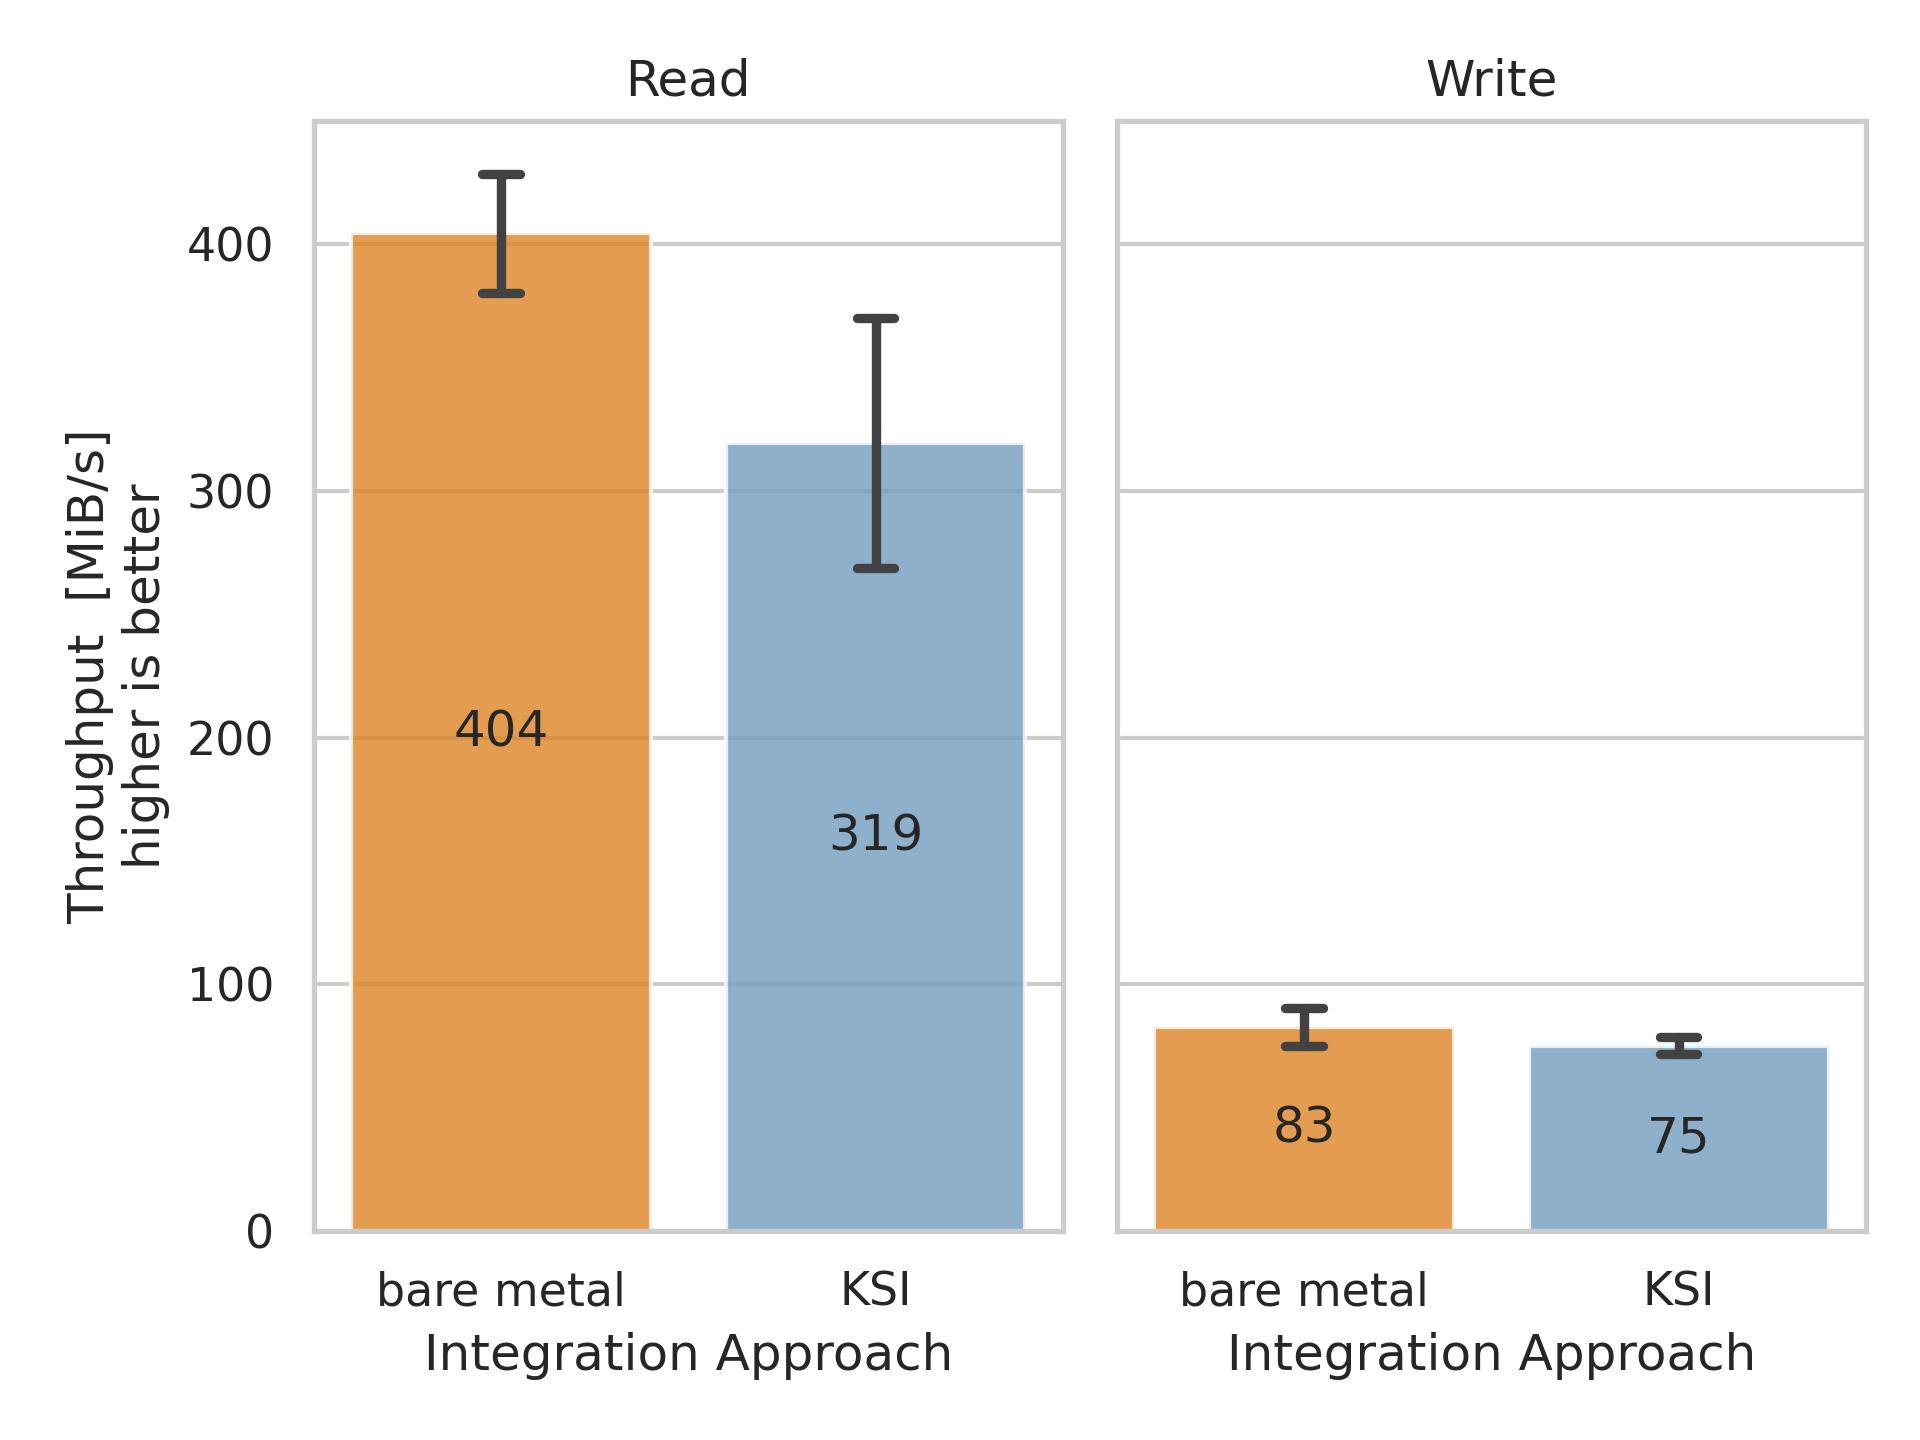 Read
Write
Throughput [MiB/s]
higher is better
400
300
200
100
0
404
319
83
75
bare metal
KSI
bare metal
KSI
Integration Approach
Integration Approach